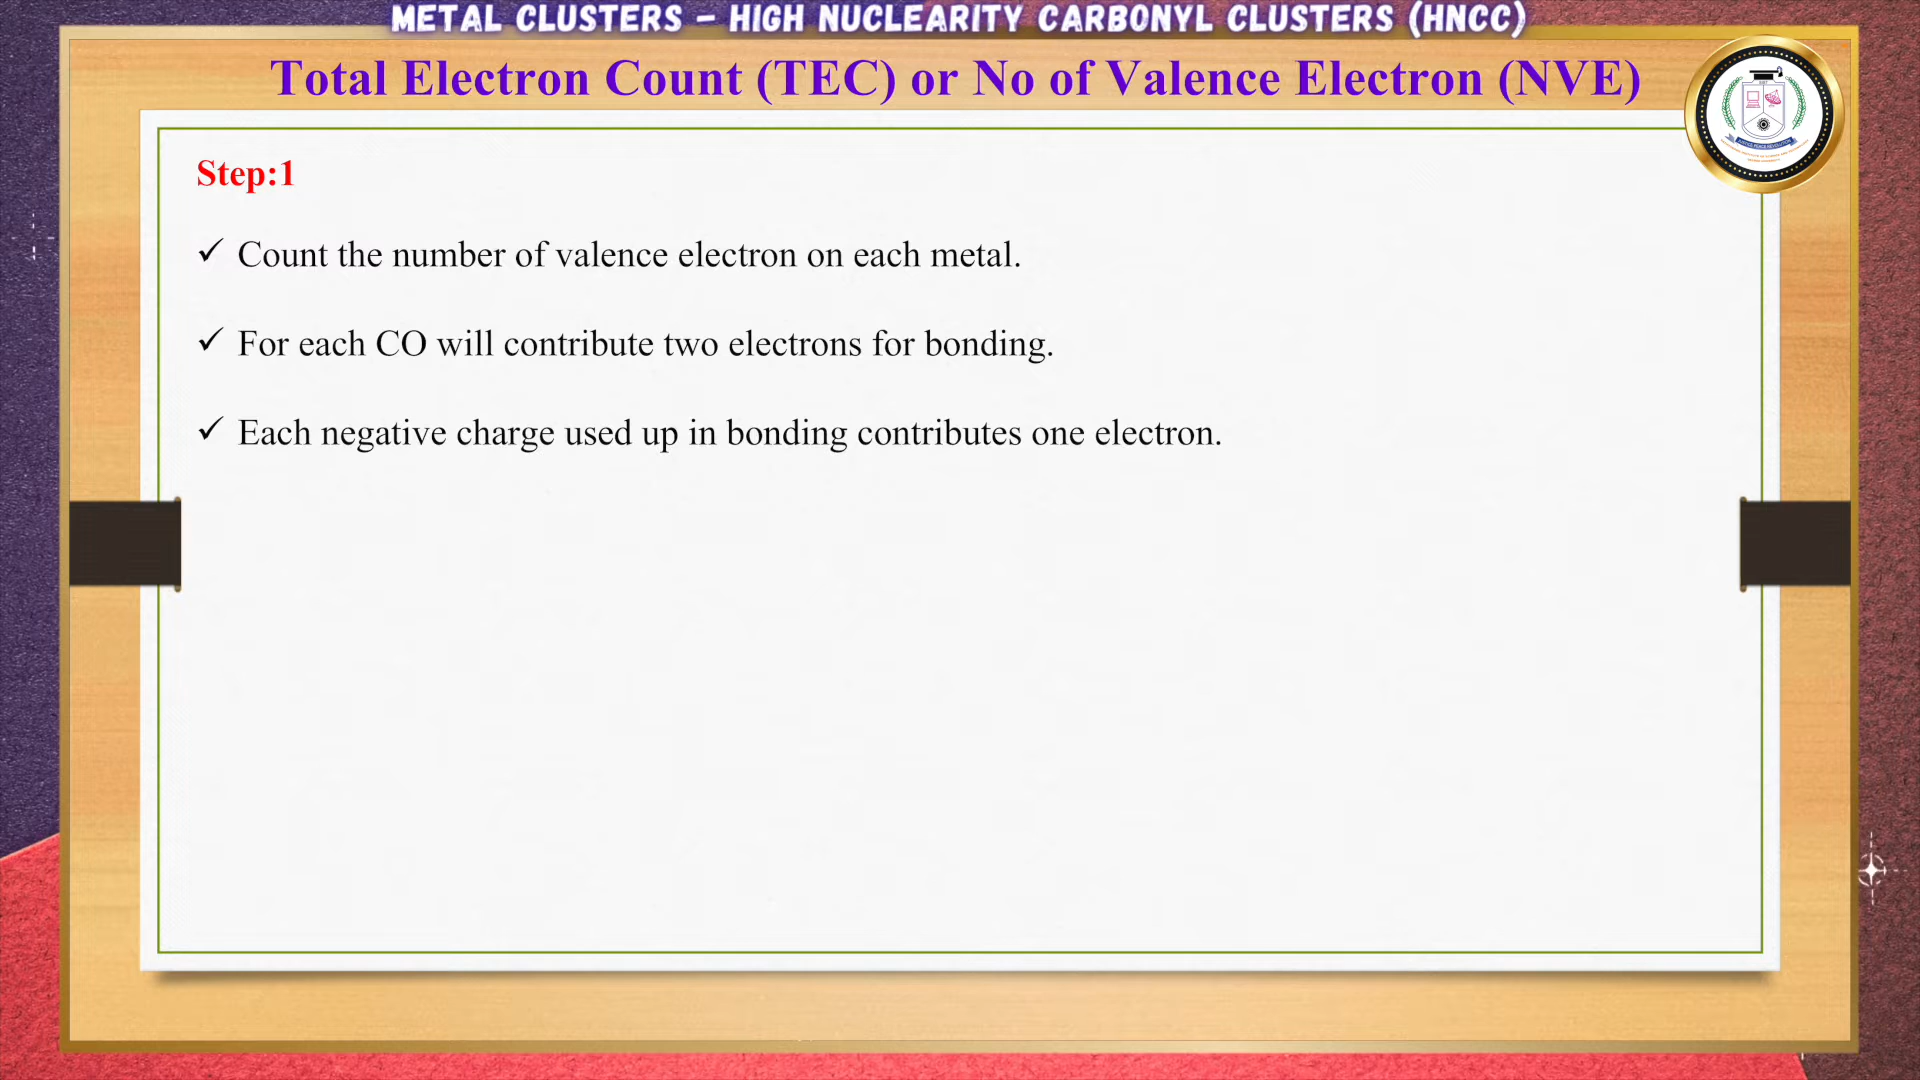 METAL CLUSTERS – HIGH NUCLEARITY CARBONYL CLUSTERS (HNCC)
Total Electron Count (TEC) or No of Valence Electron (NVE)
Step:1
✓ Count the number of valence electron on each metal.
✓ For each CO will contribute two electrons for bonding.
✓ Each negative charge used up in bonding contributes one electron.